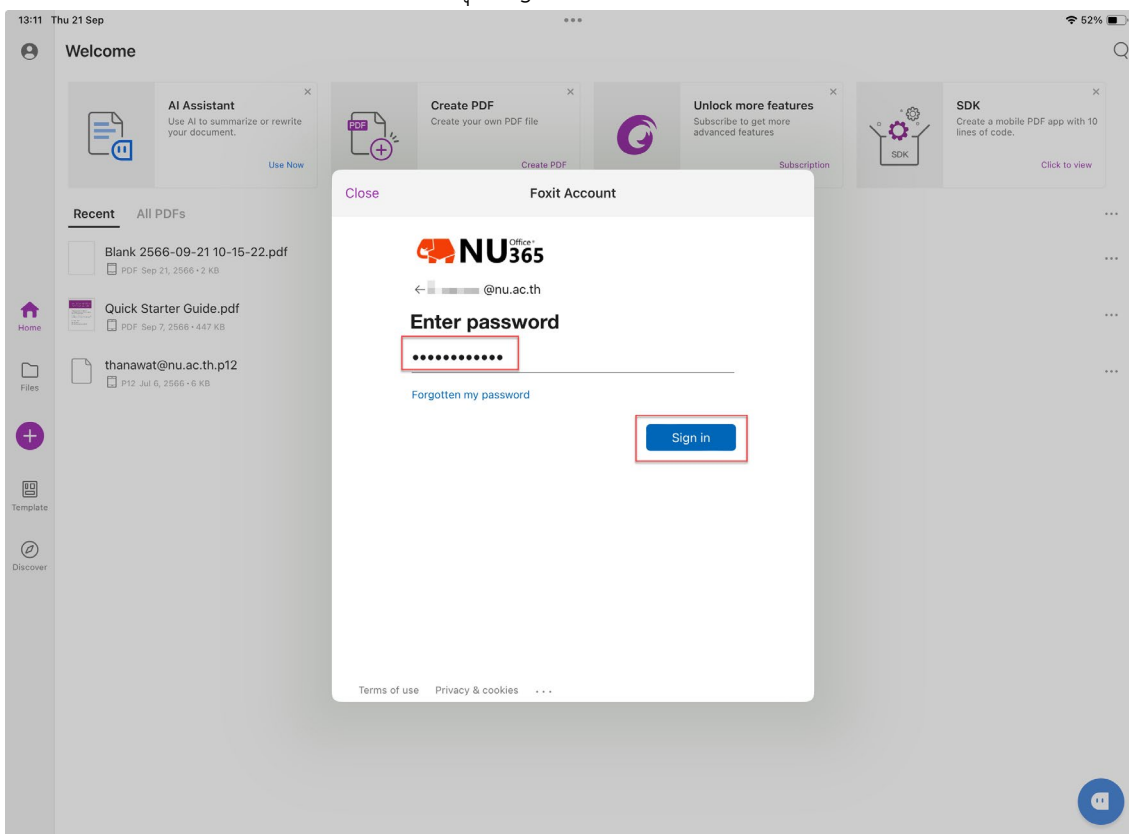 13:11 Thu 21 Sep
52%
Welcome
AI Assistant
Use AI to summarize or rewrite
your document.
Use Now
PDF
Create PDF
Create your own PDF file
Create PDF
Unlock more features
Subscribe to get more
advanced features
Subscription
SDK
SDK
Create a mobile PDF app with 10
lines of code.
Click to view
Close
Foxit Account
Recent
All PDFs
Blank 2566-09-21 10-15-22.pdf
PDF Sep 21, 2566 • 2 KB
Quick Starter Guide.pdf
PDF Sep 7, 2566 • 447 KB
thanawat@nu.ac.th.p12
P12 Jul 6, 2566 • 6 KB
Home
Files
Template
Discover
NU Office 365
@nu.ac.th
Enter password
••••••••••••
Forgotten my password
Sign in
Terms of use Privacy & cookies ...